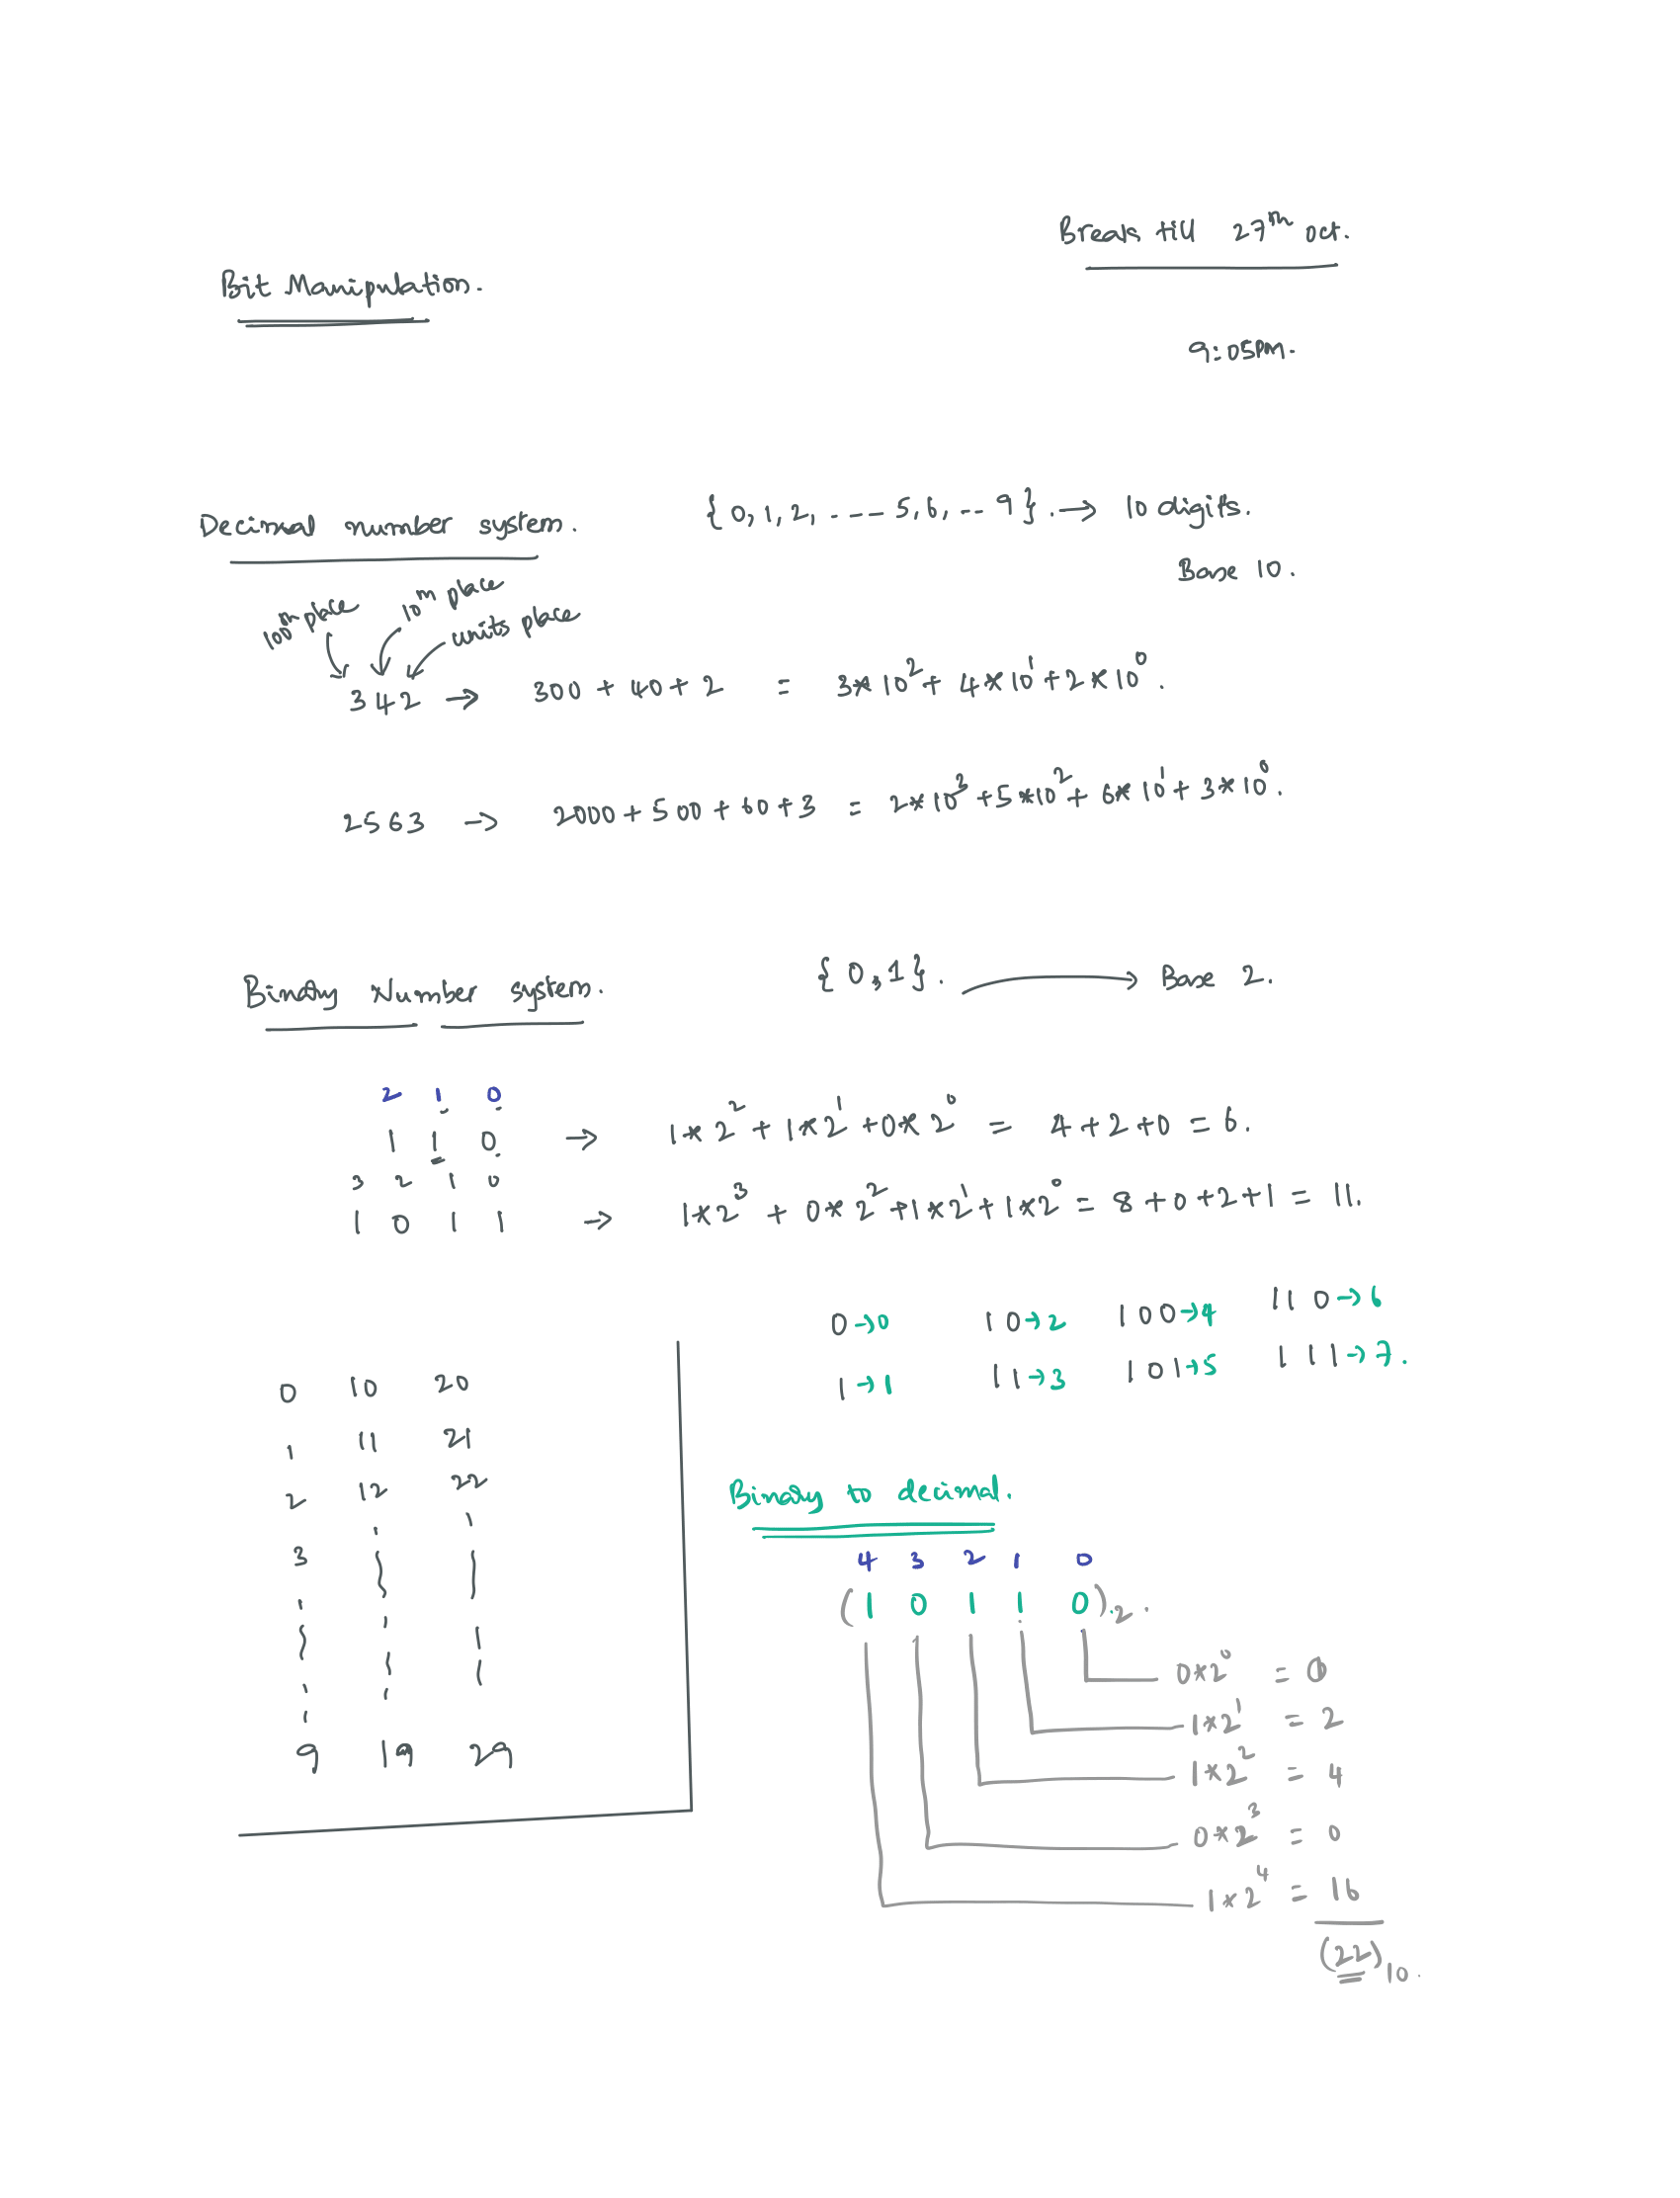 Break till 27th oct.
Bit Manipulation.
9:05PM.
Decimal number system. {0,1,2, ---- 5,6, -- 9}. → 10 digits.
Base 10.
100th place 10th place units place
342 → 300 + 40 + 2 = 3*10^2 + 4*10^1 + 2*10^0.
2563 → 2000 + 500 + 60 + 3 = 2*10^3 + 5*10^2 + 6*10^1 + 3*10^0.
Binary Number system. {0,1}. → Base 2.
2 1 0
1 1 0 → 1*2^2 + 1*2^1 + 0*2^0 = 4+2+0 = 6.
3 2 1 0
1 0 1 1 → 1*2^3 + 0*2^2 + 1*2^1 + 1*2^0 = 8+0+2+1 = 11.
0→0 10→2 100→4 110→6
1→1 11→3 101→5 111→7.
0 10 20
1 11 21
2 12 22
3
9 19 29
Binary to decimal.
4 3 2 1 0
(1 0 1 1 0)2.
0*2^0 = 0
1*2^1 = 2
1*2^2 = 4
0*2^3 = 0
1*2^4 = 16
(22)10.